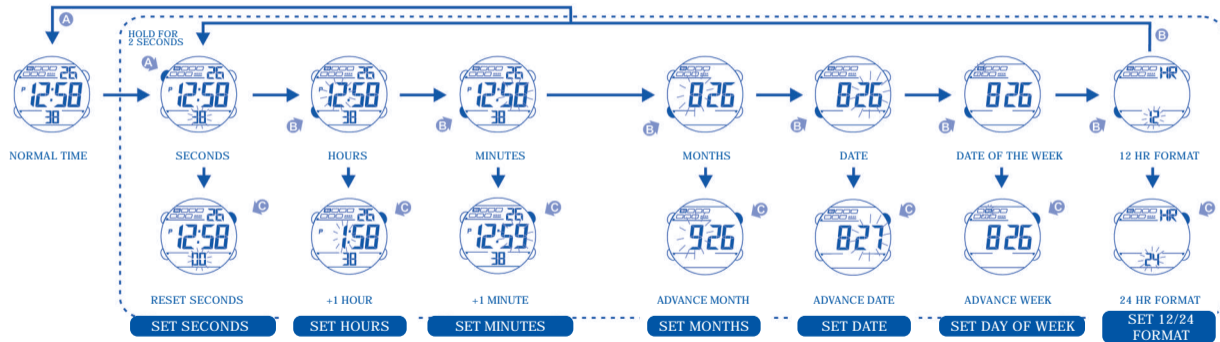 A
B
HOLD FOR
2 SECONDS
A
26
P 12:58
38
26
P 12:58
38
B
26
P 12:58
38
B
26
P 12:58
38
B
8 26
B
8 26
B
8 26
B
HR
12
NORMAL TIME
SECONDS
HOURS
MINUTES
MONTHS
DATE
DATE OF THE WEEK
12 HR FORMAT
C
26
P 12:58
00
C
26
P 1:58
38
C
26
P 12:59
38
C
9 26
C
8 27
C
8 26
C
HR
24
RESET SECONDS
+1 HOUR
+1 MINUTE
ADVANCE MONTH
ADVANCE DATE
ADVANCE WEEK
24 HR FORMAT
SET SECONDS
SET HOURS
SET MINUTES
SET MONTHS
SET DATE
SET DAY OF WEEK
SET 12/24
FORMAT